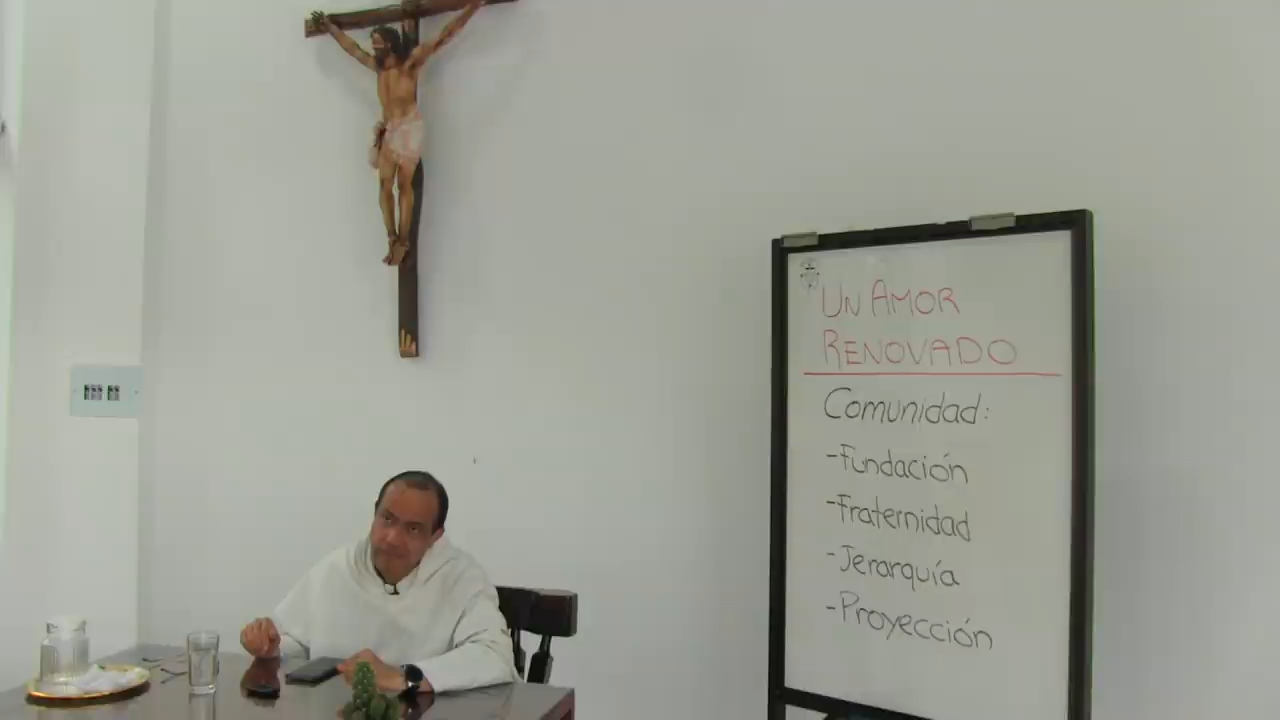 UN AMOR
RENOVADO
Comunidad:
-Fundación
-Fraternidad
-Jerarquía
-Proyección